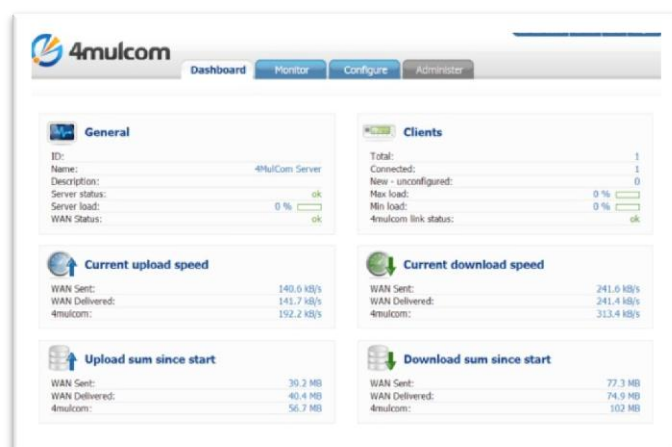 4mulcom
Dashboard Monitor Configure Administer
General
ID:
Name: 4MulCom Server
Description:
Server status: ok
Server load: 0 %
WAN Status: ok
Clients
Total: 1
Connected: 1
New - unconfigured: 0
Max load: 0 %
Min load: 0 %
4mulcom link status: ok
Current upload speed
WAN Sent: 140.6 kB/s
WAN Delivered: 141.7 kB/s
4mulcom: 192.2 kB/s
Current download speed
WAN Sent: 241.6 kB/s
WAN Delivered: 241.4 kB/s
4mulcom: 313.4 kB/s
Upload sum since start
WAN Sent: 39.2 MB
WAN Delivered: 40.4 MB
4mulcom: 56.7 MB
Download sum since start
WAN Sent: 77.3 MB
WAN Delivered: 74.9 MB
4mulcom: 102 MB